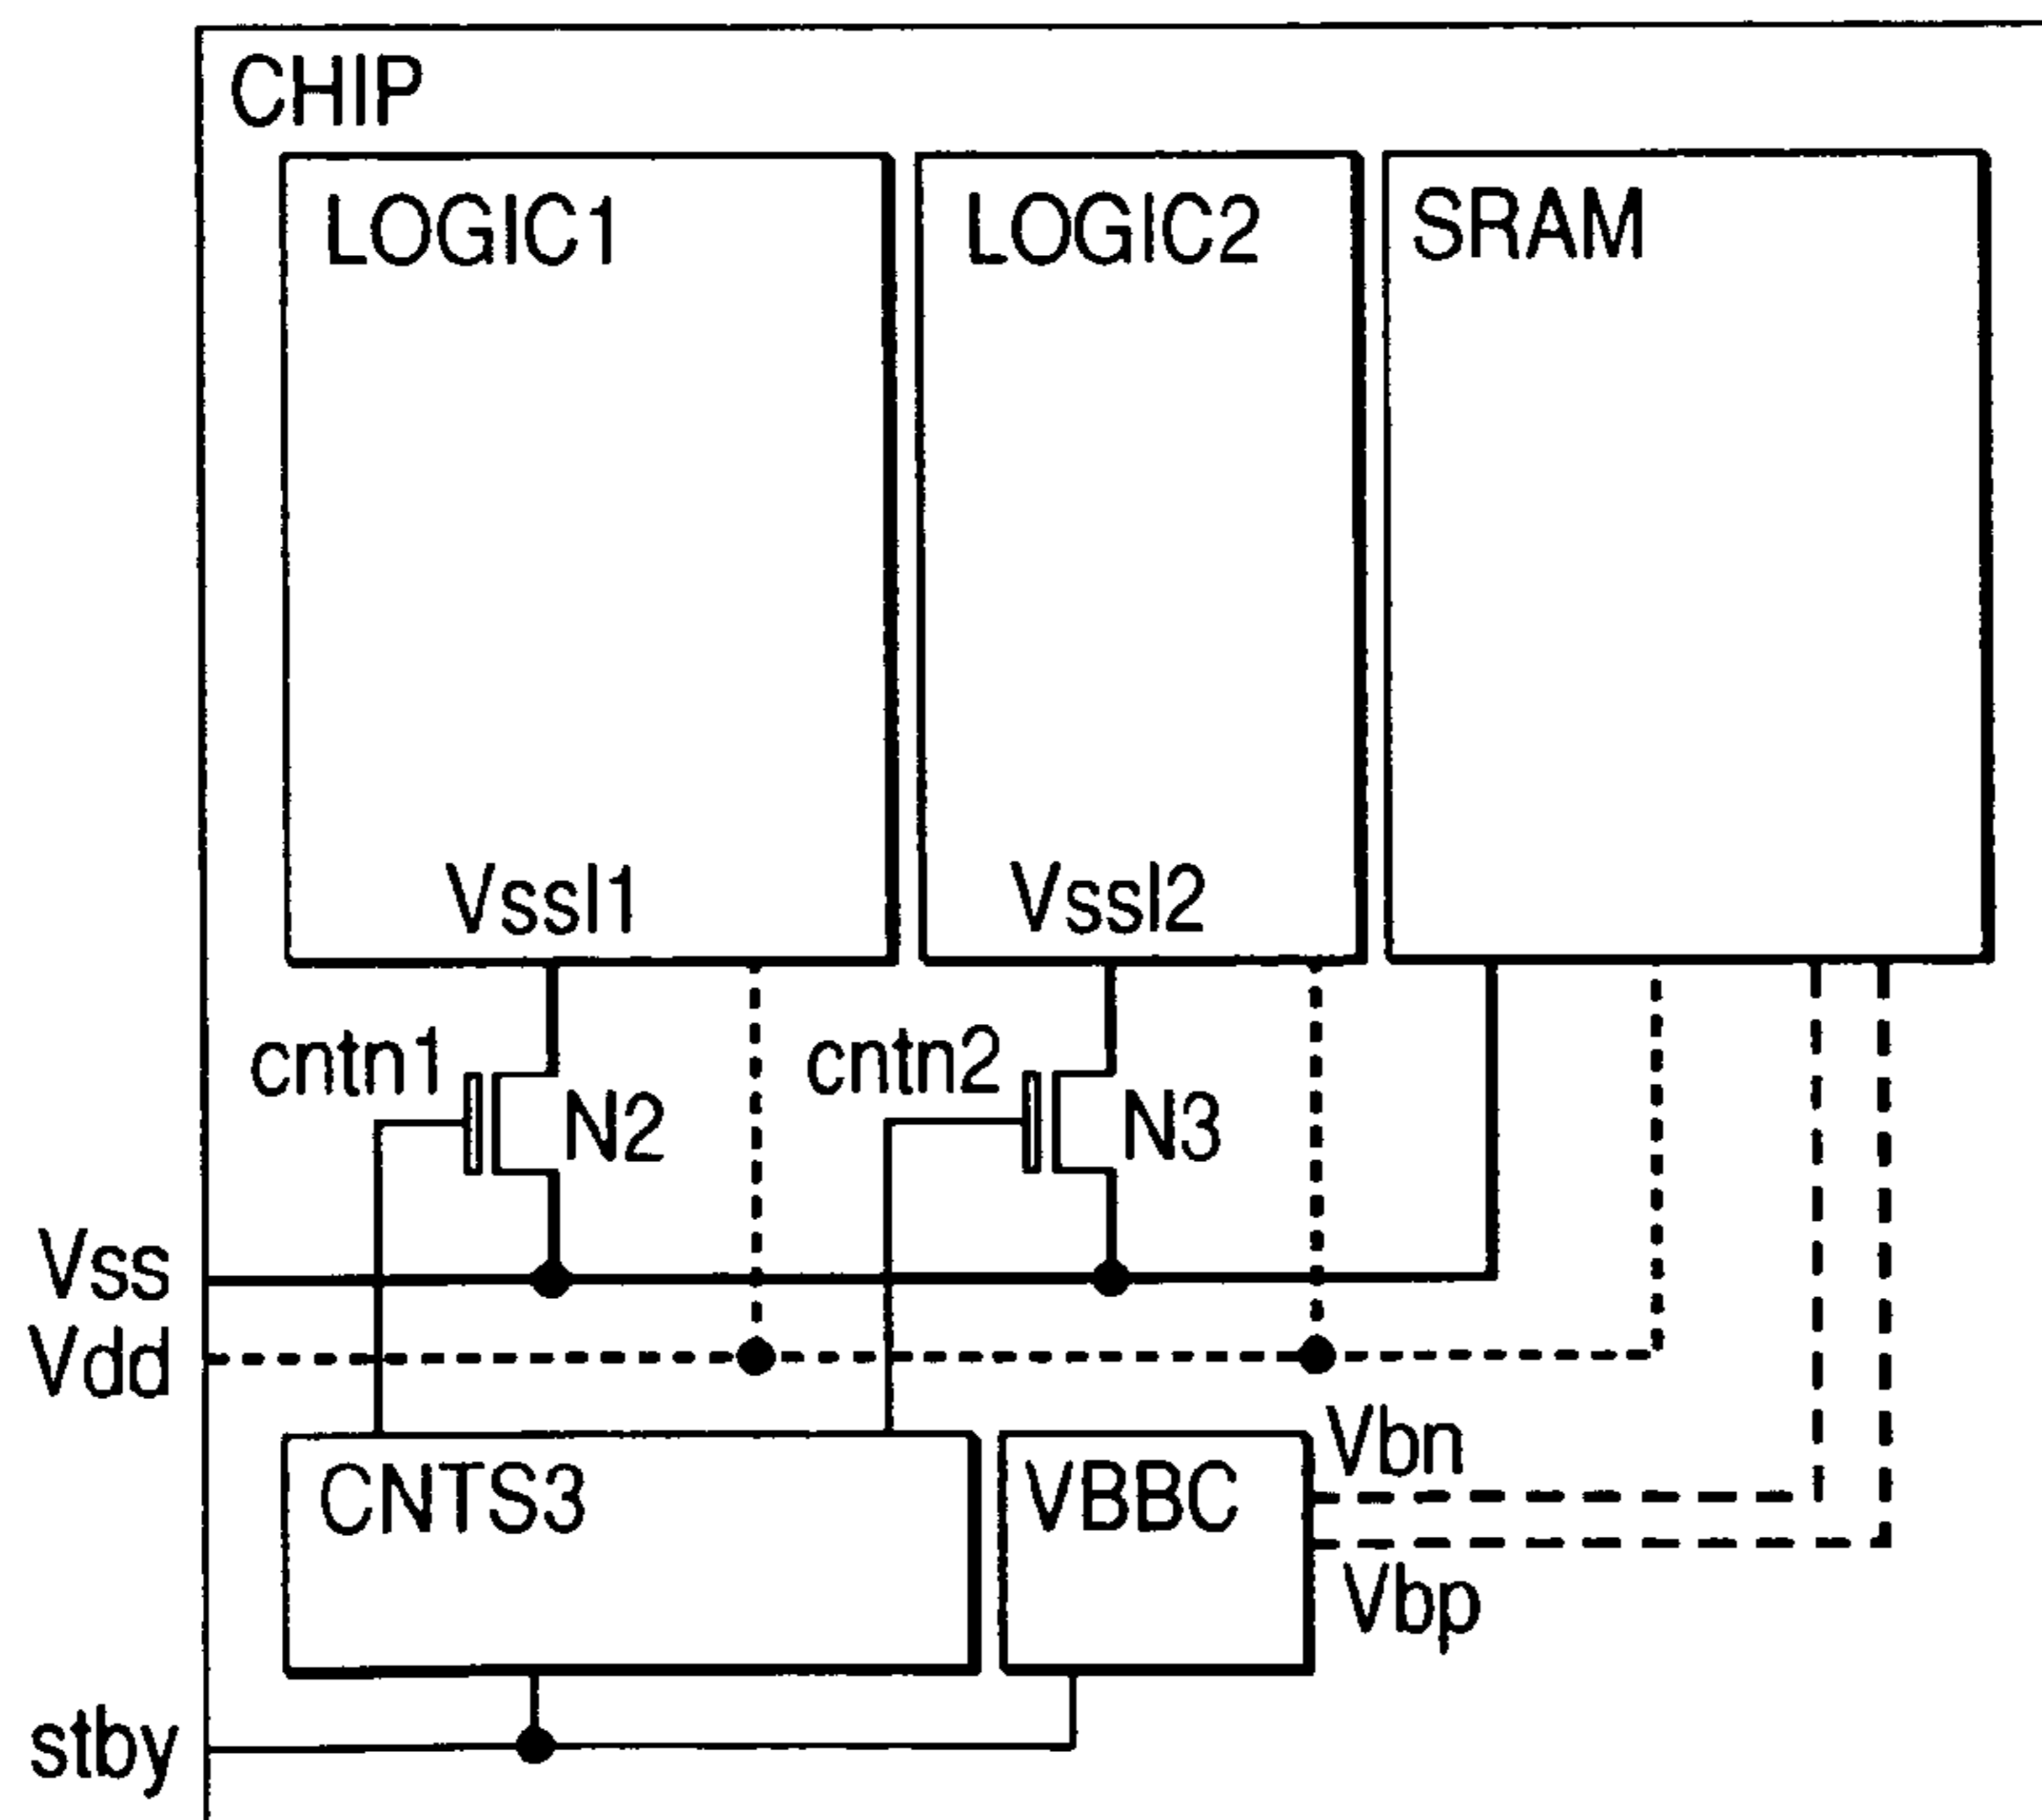 CHIP
LOGIC1
LOGIC2
SRAM
Vssl1
Vssl2
cntn1
N2
cntn2
N3
Vss
Vdd
CNTS3
VBBC
Vbn
Vbp
stby